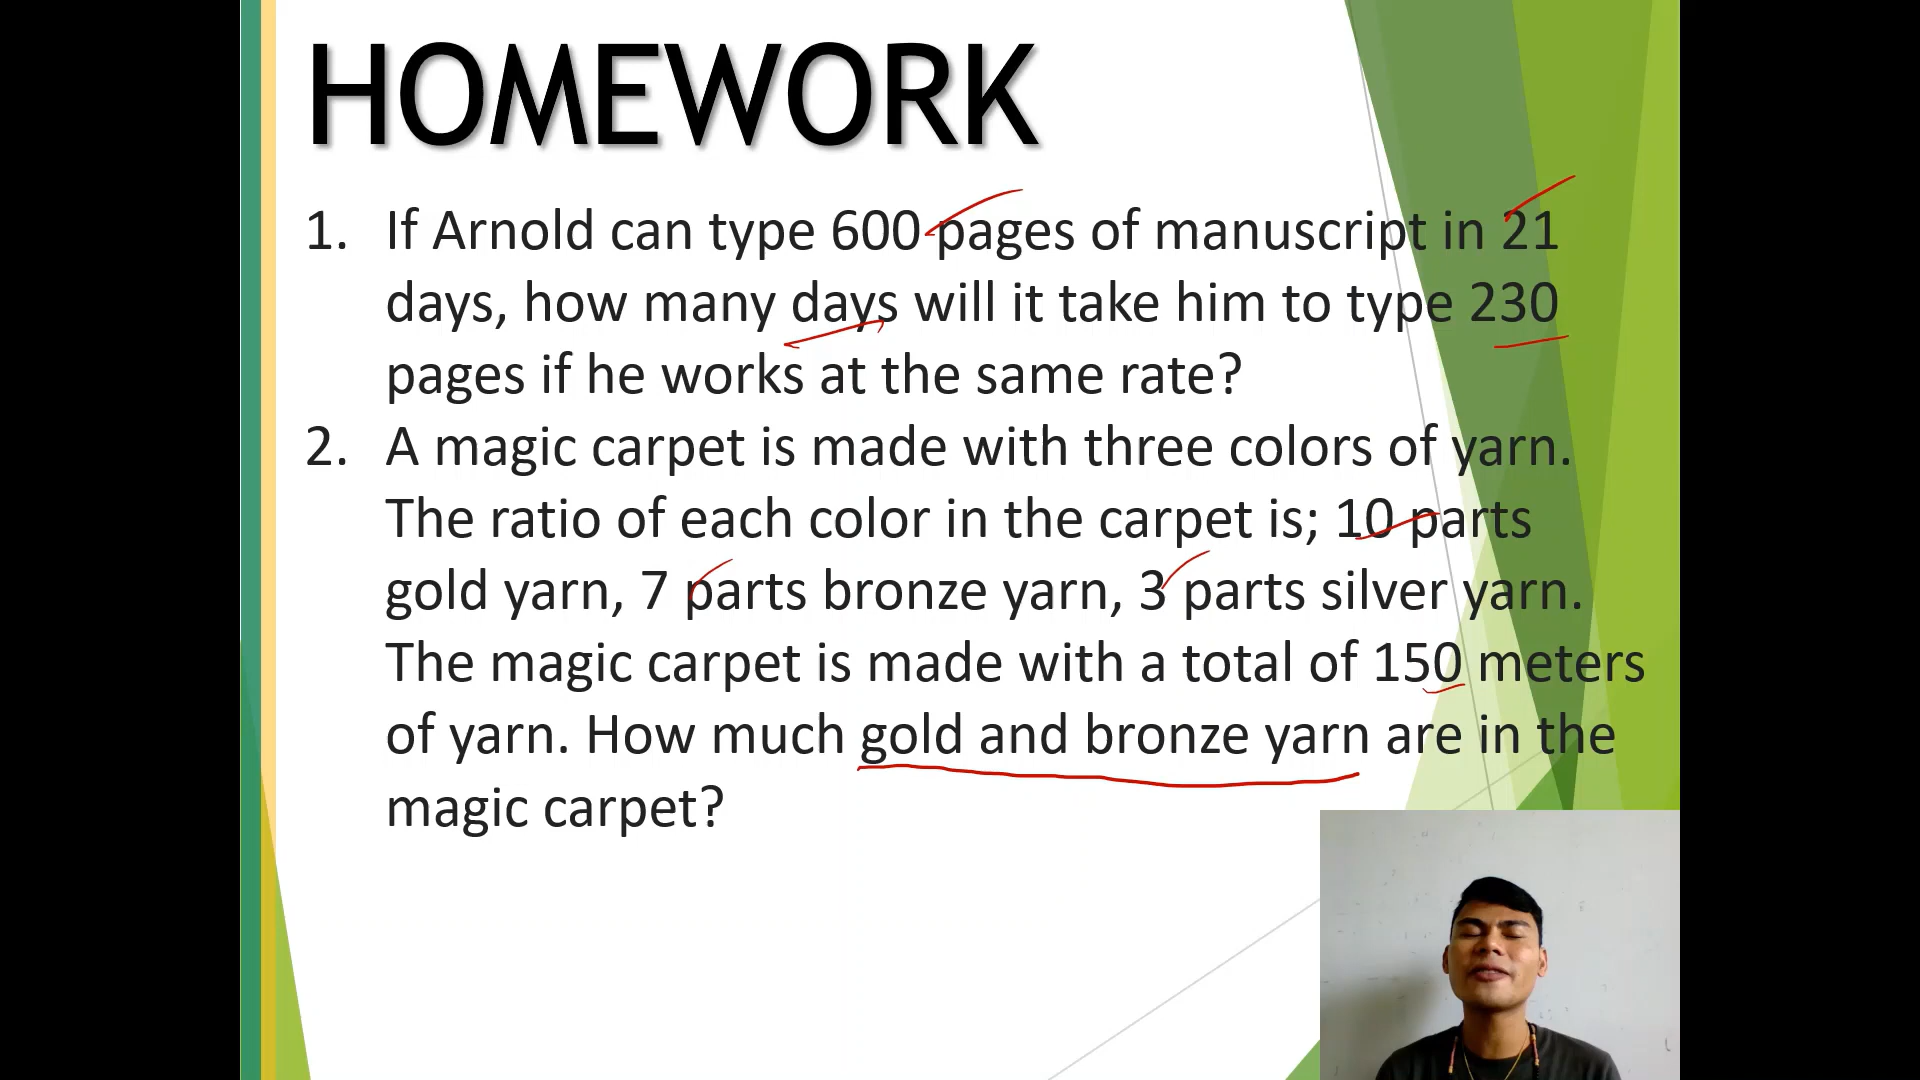 HOMEWORK
1. If Arnold can type 600 pages of manuscript in 21
days, how many days will it take him to type 230
pages if he works at the same rate?
2. A magic carpet is made with three colors of yarn.
The ratio of each color in the carpet is; 10 parts
gold yarn, 7 parts bronze yarn, 3 parts silver yarn.
The magic carpet is made with a total of 150 meters
of yarn. How much gold and bronze yarn are in the
magic carpet?